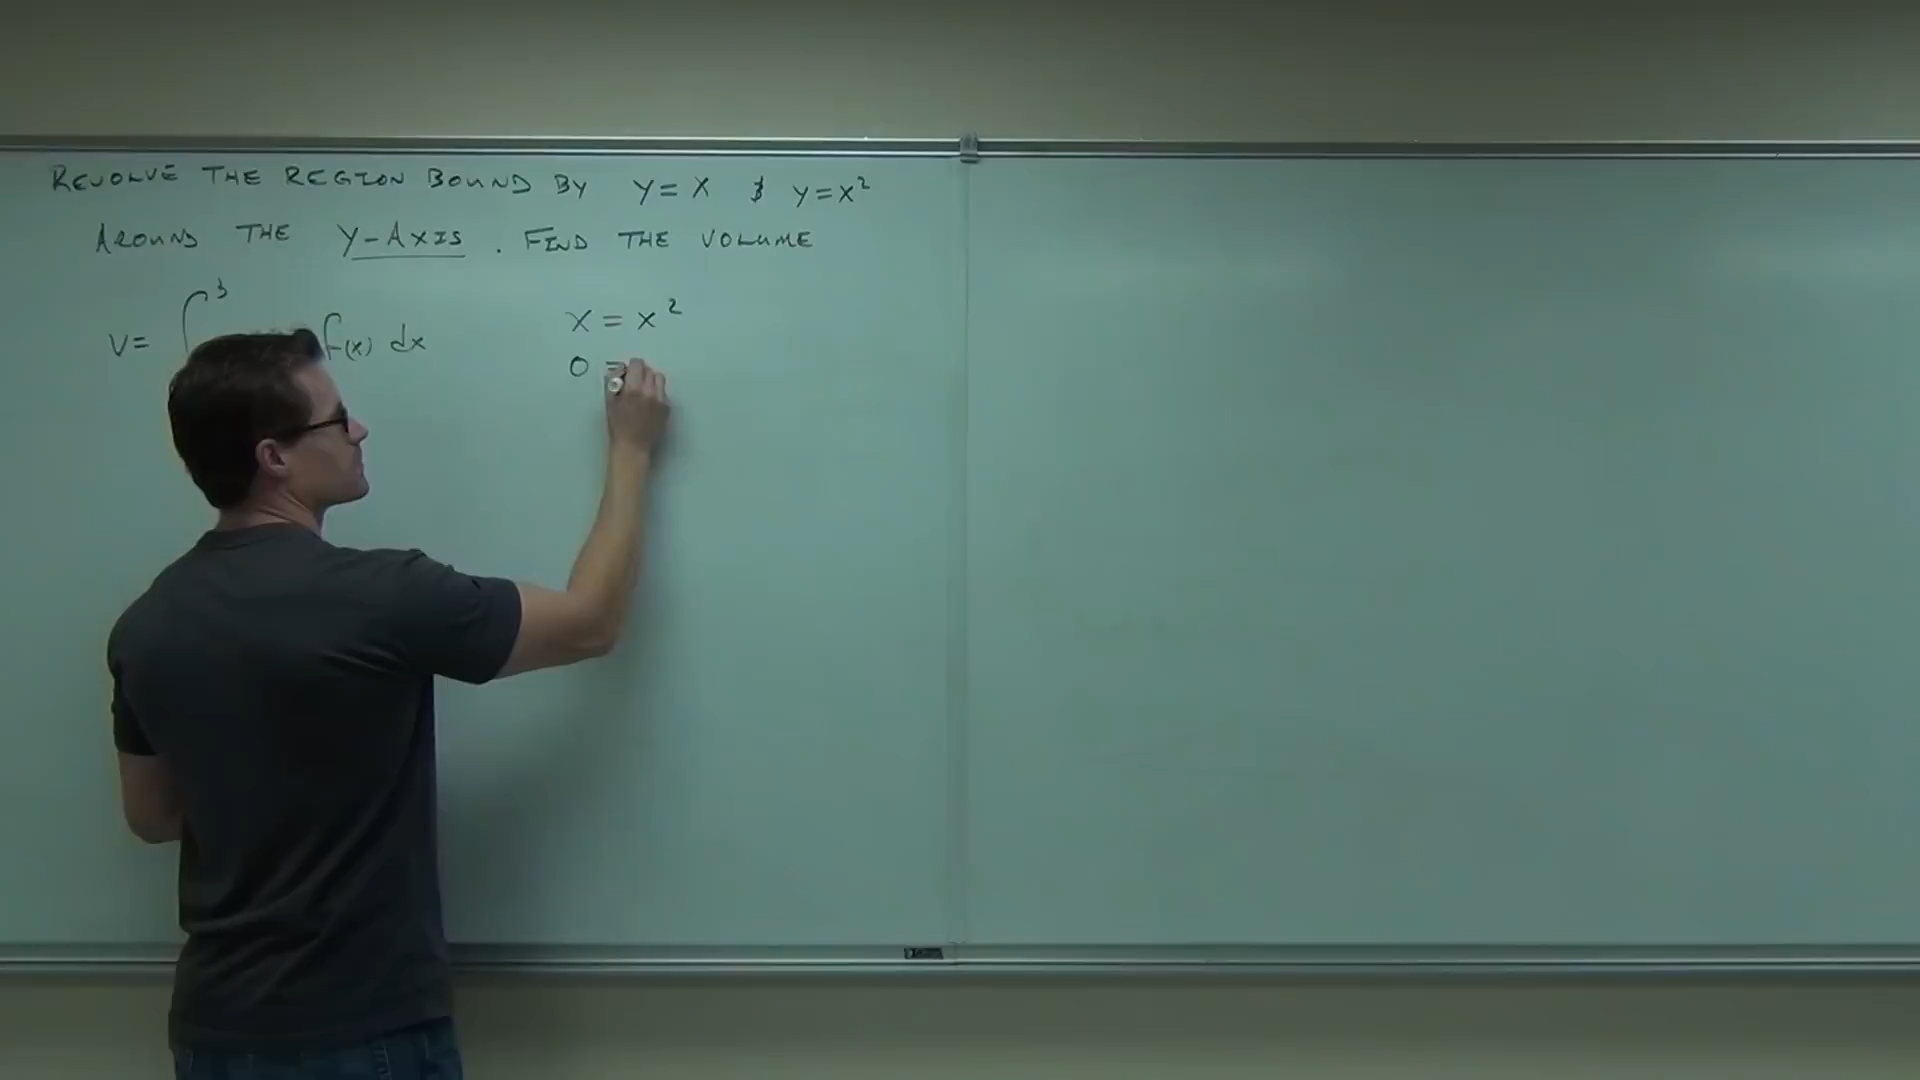 REVOLVE THE REGION BOUND BY y = x & y = x²
AROUND THE Y-AXIS. FIND THE VOLUME
V = ∫ f(x) dx
x = x²
0 =